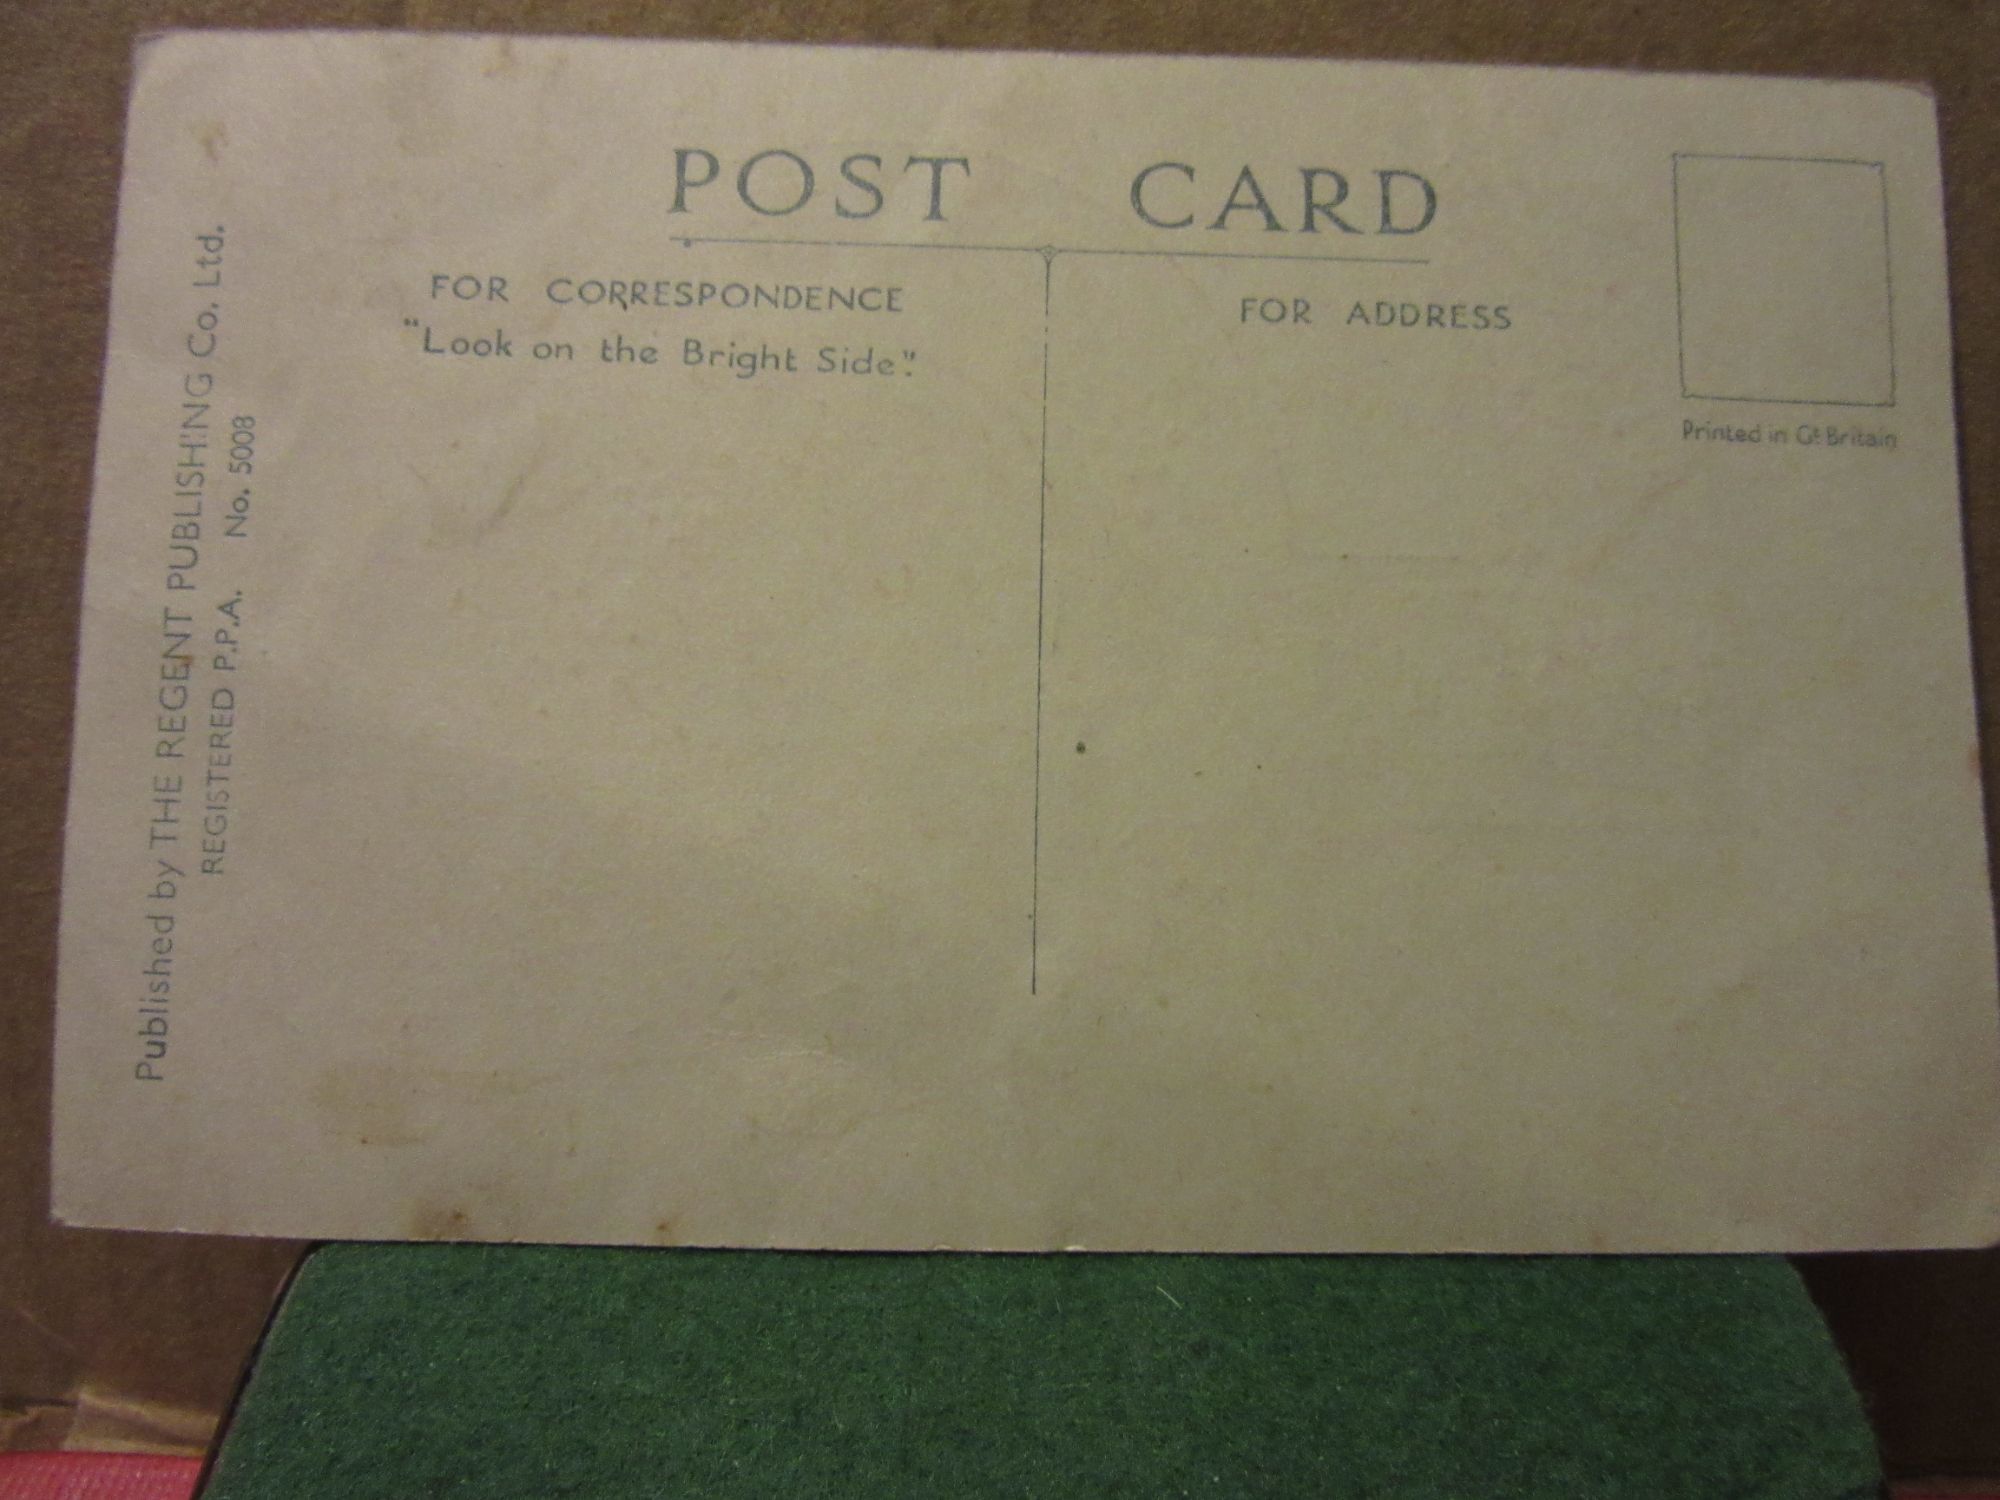 POST CARD
FOR CORRESPONDENCE
"Look on the Bright Side".
FOR ADDRESS
Printed in Gt Britain
Published by THE REGENT PUBLISHING Co. Ltd.
REGISTERED P.P.A. No. 5008